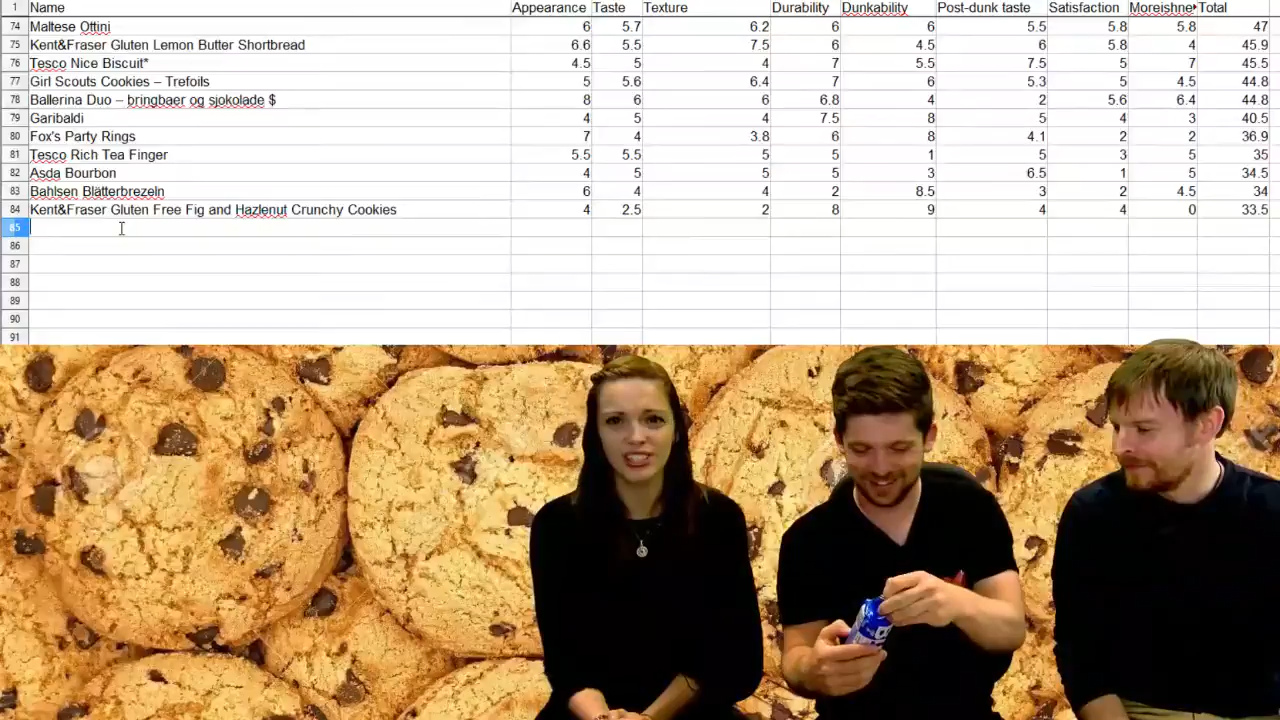 1 Name Appearance Taste Texture Durability Dunkability Post-dunk taste Satisfaction Moreishne Total
74 Maltese Ottini 6 5.7 6.2 6 6 5.5 5.8 5.8 47
75 Kent&Fraser Gluten Lemon Butter Shortbread 6.6 5.5 7.5 6 4.5 6 5.8 4 45.9
76 Tesco Nice Biscuit* 4.5 5 4 7 5.5 7.5 5 7 45.5
77 Girl Scouts Cookies – Trefoils 5 5.6 6.4 7 6 5.3 5 4.5 44.8
78 Ballerina Duo – bringbaer og sjokolade $ 8 6 6 6.8 4 2 5.6 6.4 44.8
79 Garibaldi 4 5 4 7.5 8 5 4 3 40.5
80 Fox's Party Rings 7 4 3.8 6 8 4.1 2 2 36.9
81 Tesco Rich Tea Finger 5.5 5.5 5 5 1 5 3 5 35
82 Asda Bourbon 4 5 5 5 3 6.5 1 5 34.5
83 Bahlsen Blätterbrezeln 6 4 4 2 8.5 3 2 4.5 34
84 Kent&Fraser Gluten Free Fig and Hazlenut Crunchy Cookies 4 2.5 2 8 9 4 4 0 33.5
85
86
87
88
89
90
91